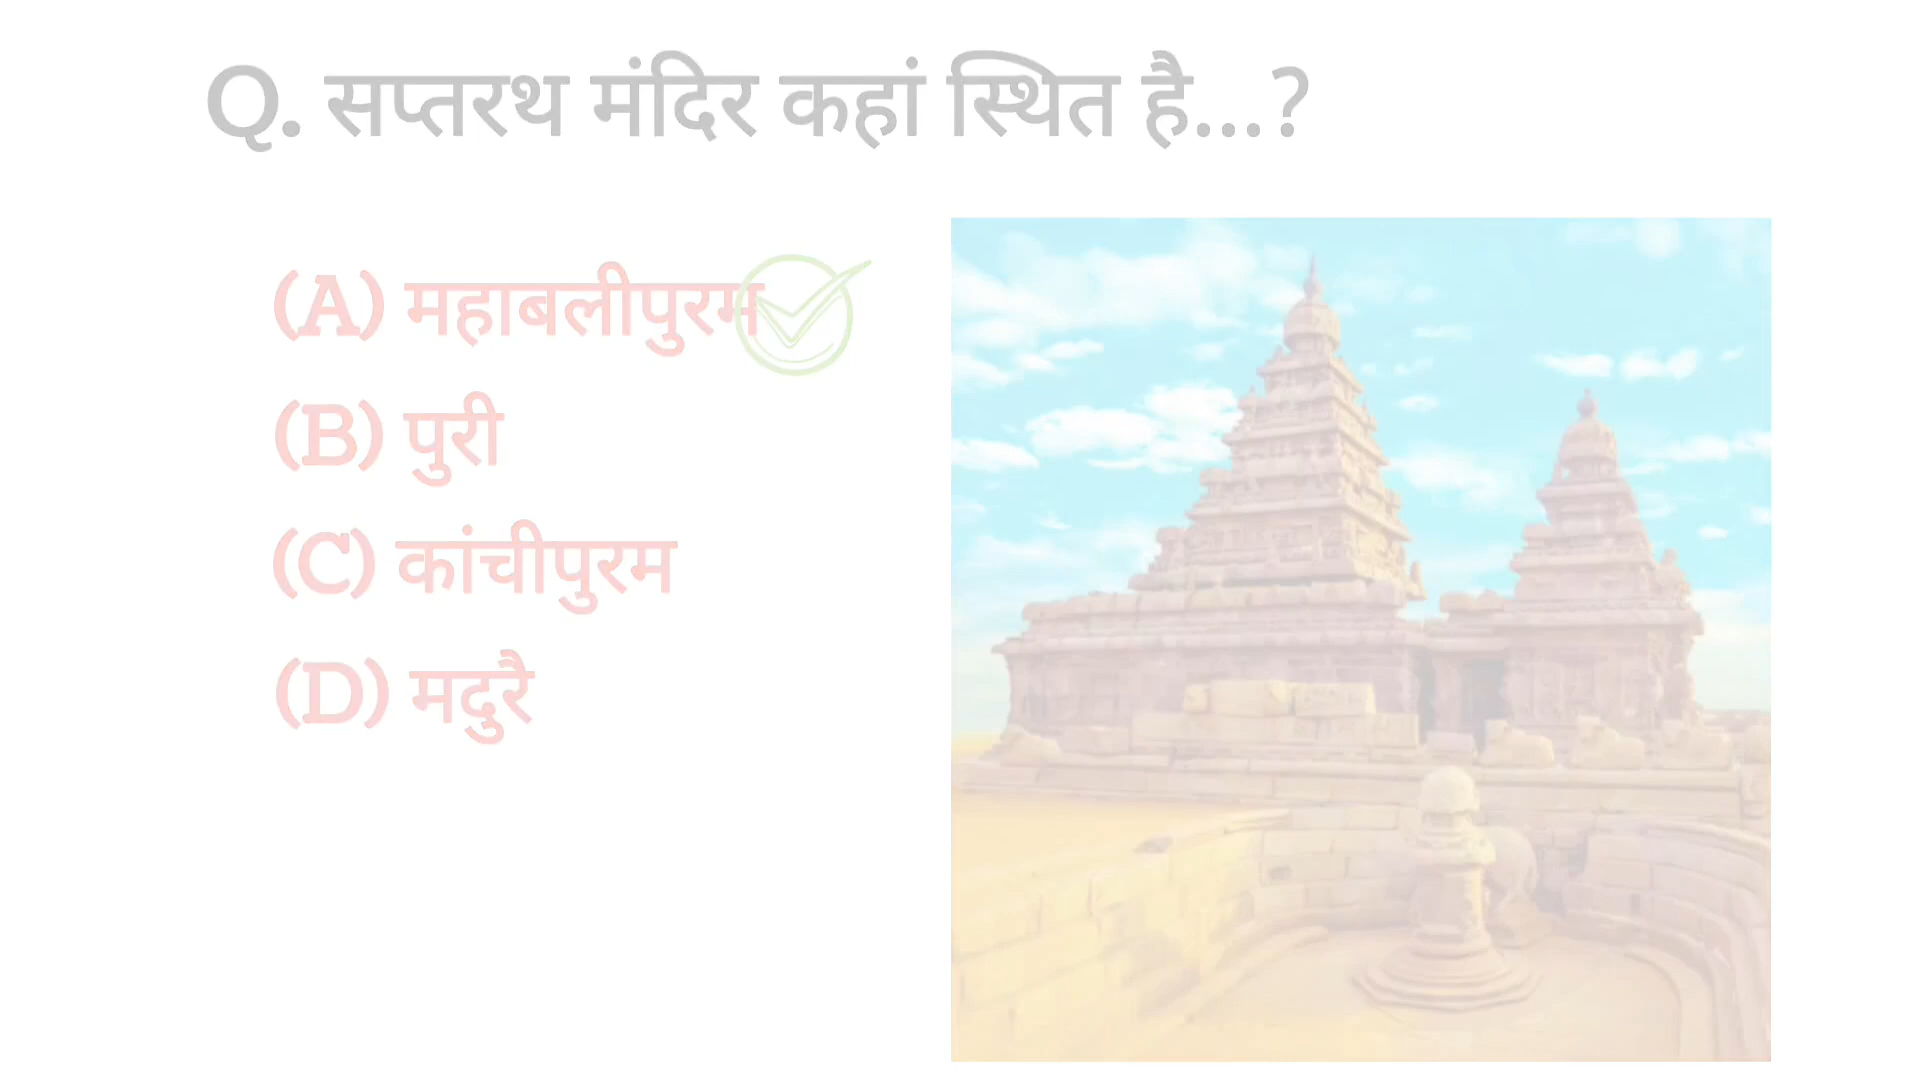 Q. सप्तरथ मंदिर कहां स्थित है...?
(A) महाबलीपुरम
(B) पुरी
(C) कांचीपुरम
(D) मदुरै